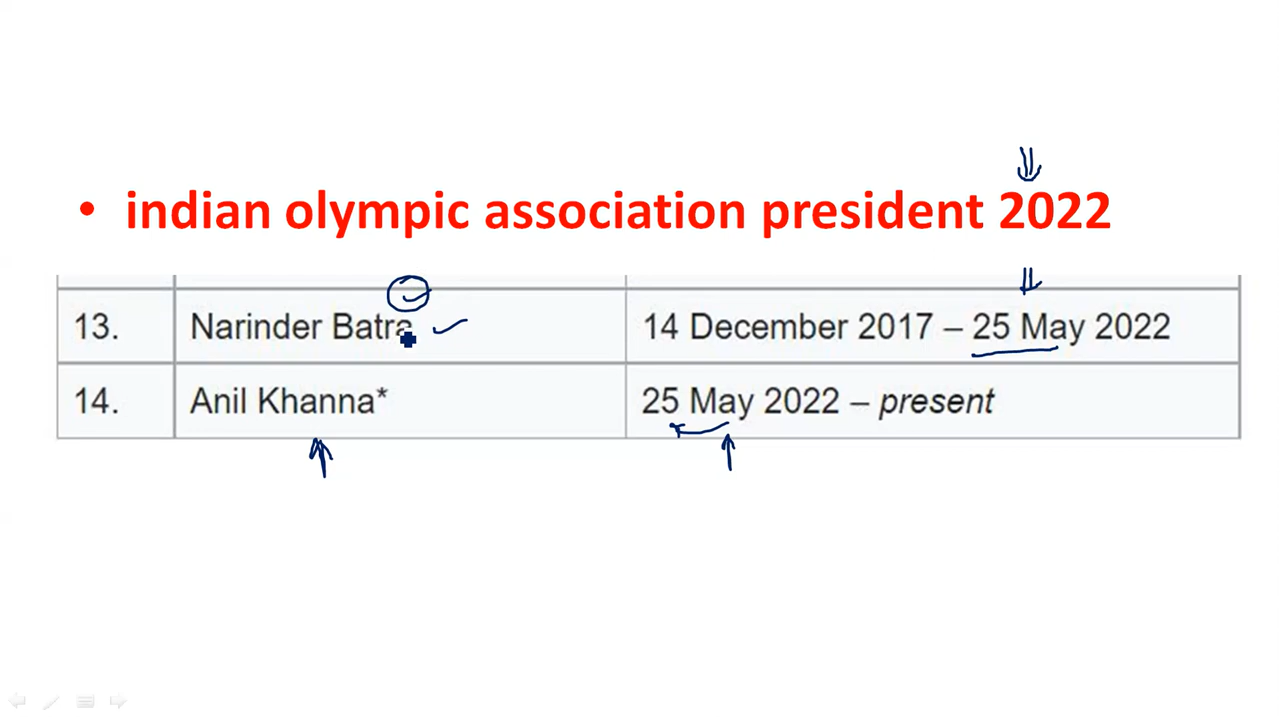 • indian olympic association president 2022
13. Narinder Batra 14 December 2017 – 25 May 2022
14. Anil Khanna* 25 May 2022 – present